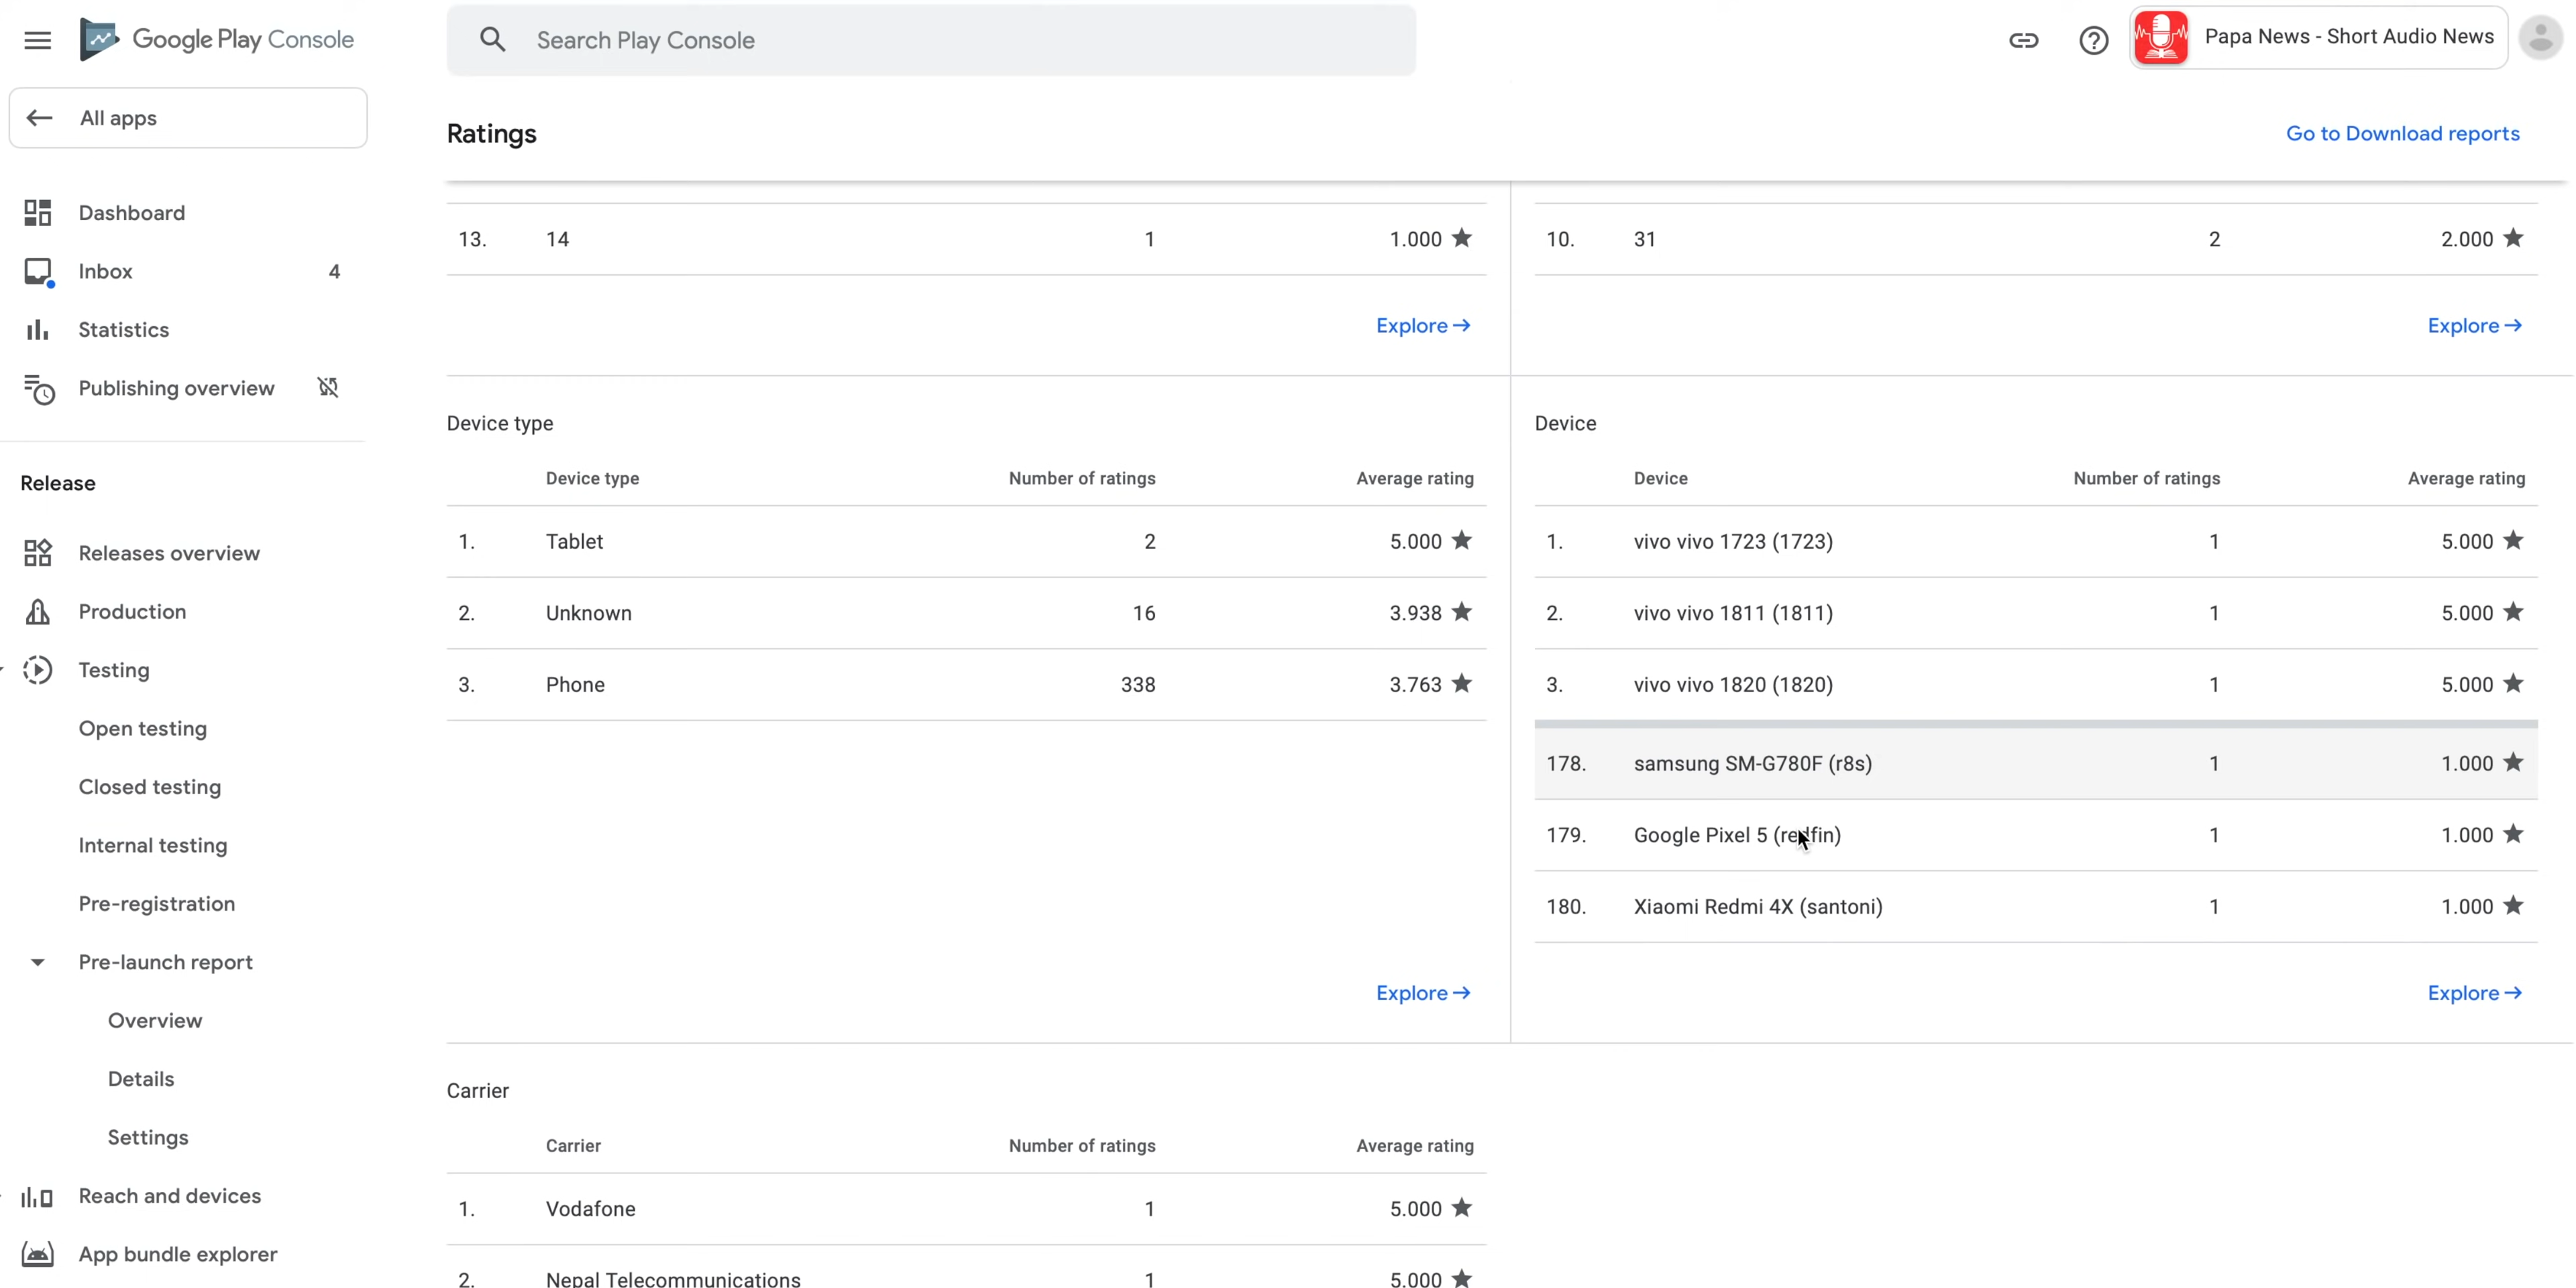 Google Play Console
Search Play Console
Papa News - Short Audio News
All apps
Ratings
Go to Download reports
Dashboard
Inbox 4
Statistics
Publishing overview
Release
Releases overview
Production
Testing
Open testing
Closed testing
Internal testing
Pre-registration
Pre-launch report
Overview
Details
Settings
Reach and devices
App bundle explorer
13. 14 1 1.000
Explore
10. 31 2 2.000
Explore
Device type
Device type Number of ratings Average rating
1. Tablet 2 5.000
2. Unknown 16 3.938
3. Phone 338 3.763
Explore
Device
Device Number of ratings Average rating
1. vivo vivo 1723 (1723) 1 5.000
2. vivo vivo 1811 (1811) 1 5.000
3. vivo vivo 1820 (1820) 1 5.000
178. samsung SM-G780F (r8s) 1 1.000
179. Google Pixel 5 (redfin) 1 1.000
180. Xiaomi Redmi 4X (santoni) 1 1.000
Explore
Carrier
Carrier Number of ratings Average rating
1. Vodafone 1 5.000
2. Nepal Telecommunications 1 5.000